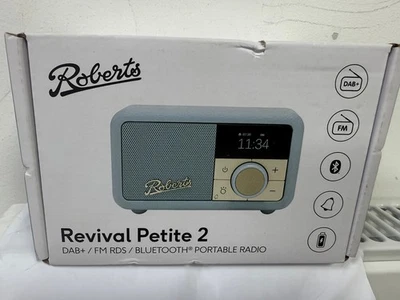 Roberts
DAB+
FM
11:34
Roberts
Revival Petite 2
DAB+ / FM RDS / BLUETOOTH® PORTABLE RADIO